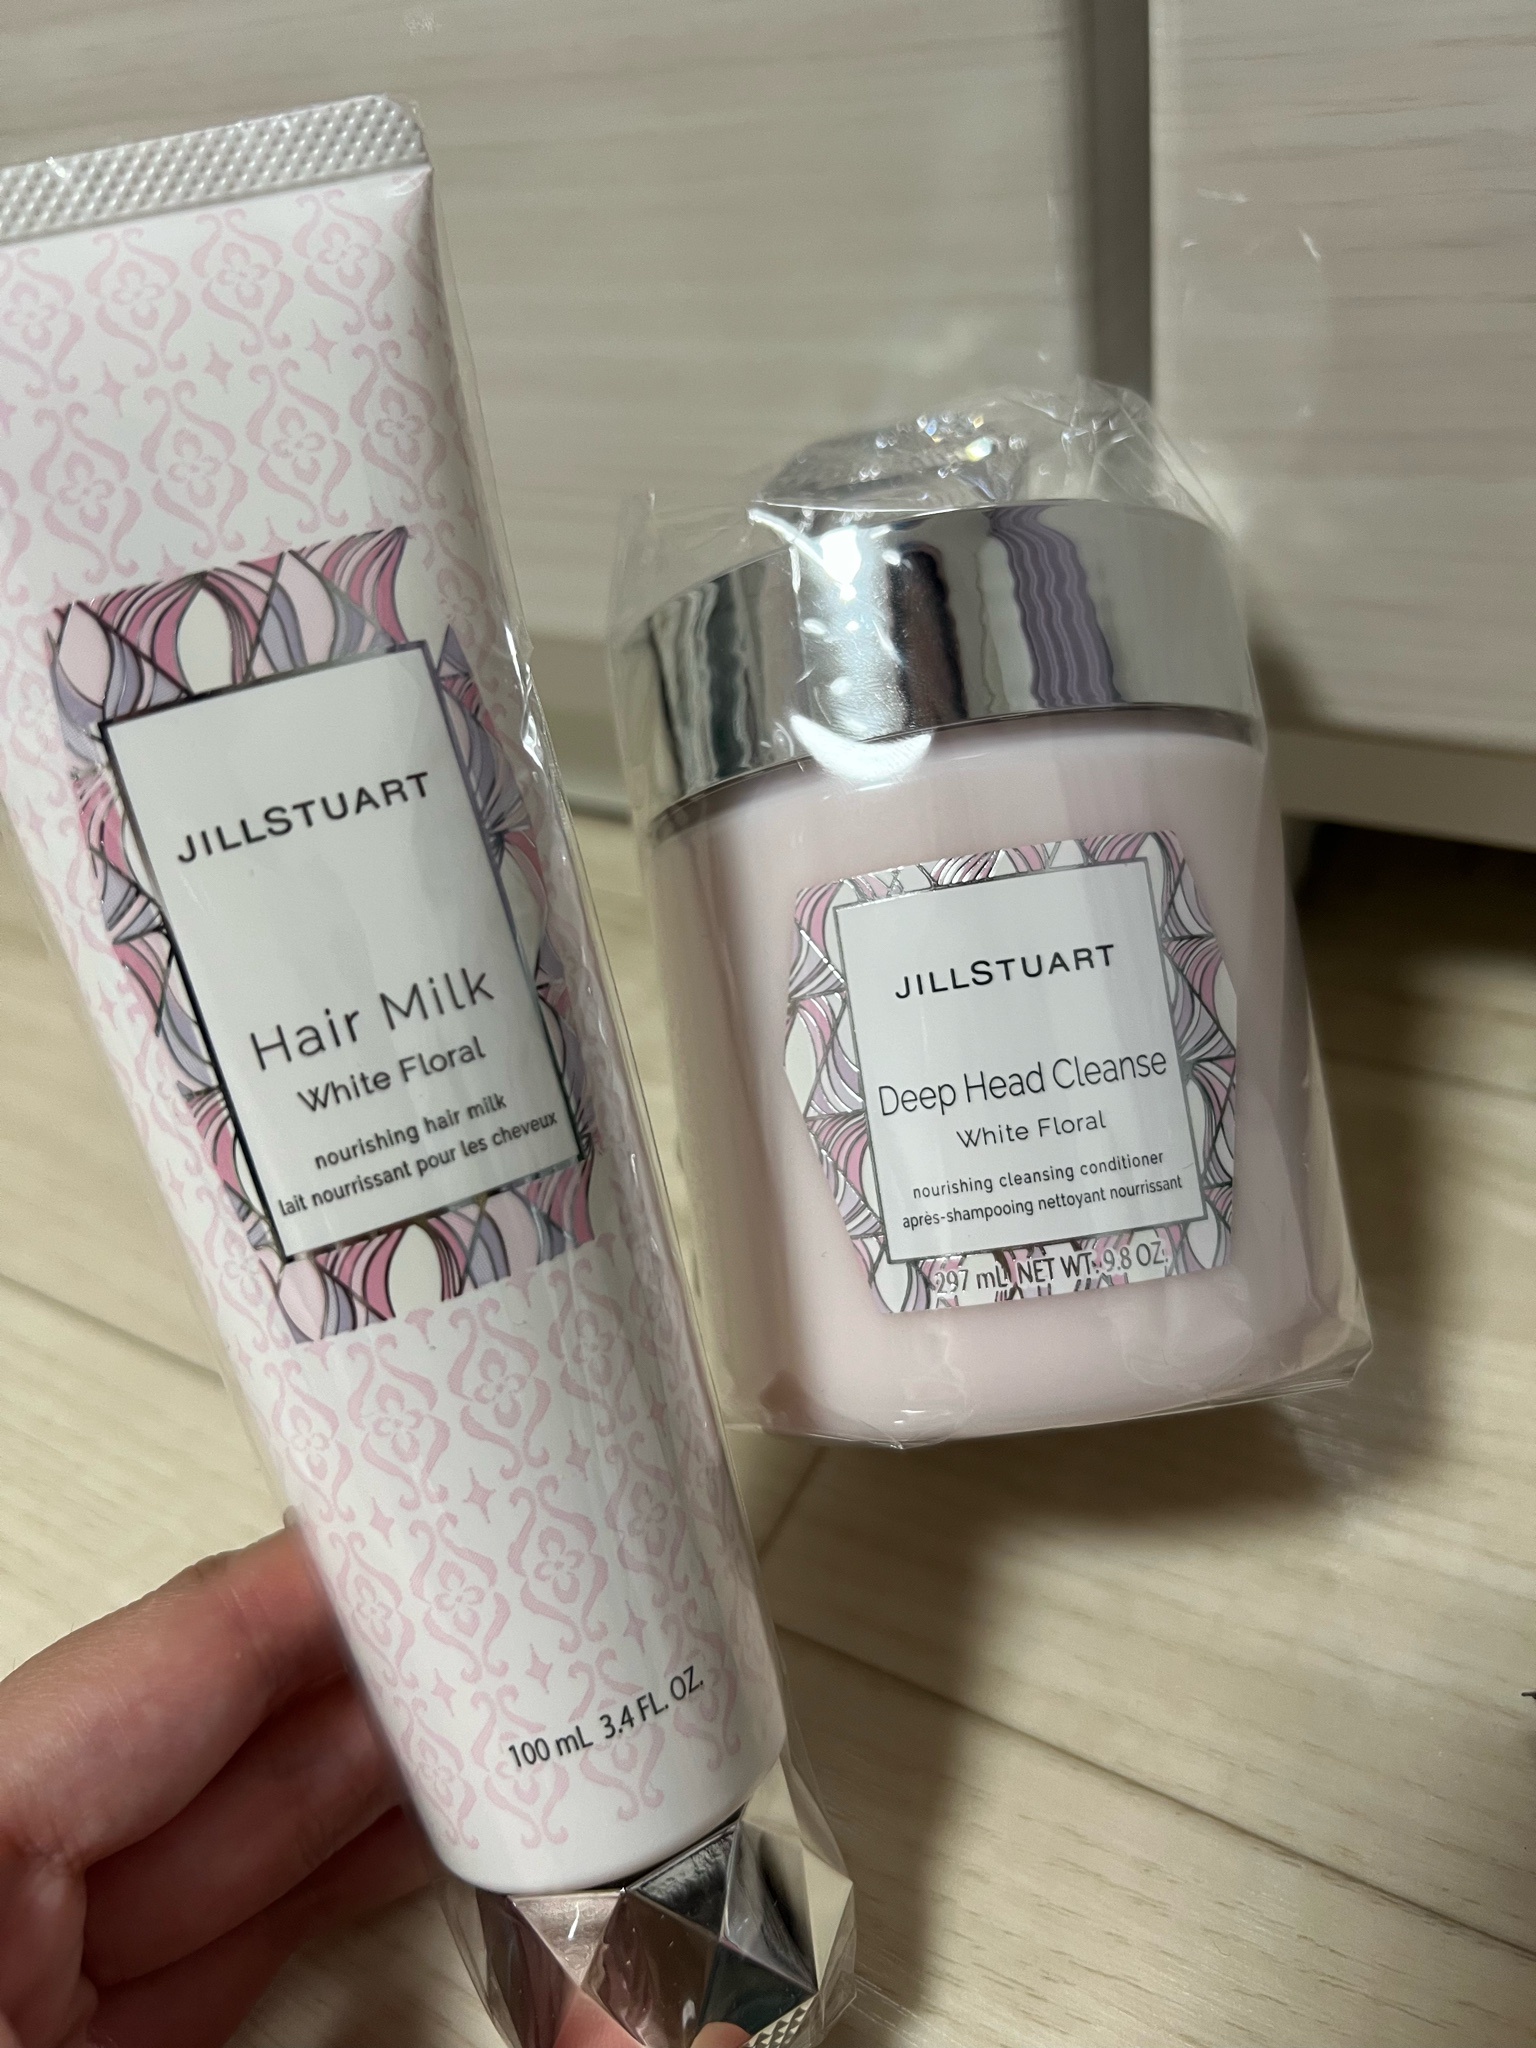 JILLSTUART
Hair Milk
White Floral
nourishing hair milk
lait nourrissant pour les cheveux
100 mL 3.4 FL. OZ.
JILLSTUART
Deep Head Cleanse
White Floral
nourishing cleansing conditioner
après-shampooing nettoyant nourrissant
297 mL NET WT. 9.8 OZ.